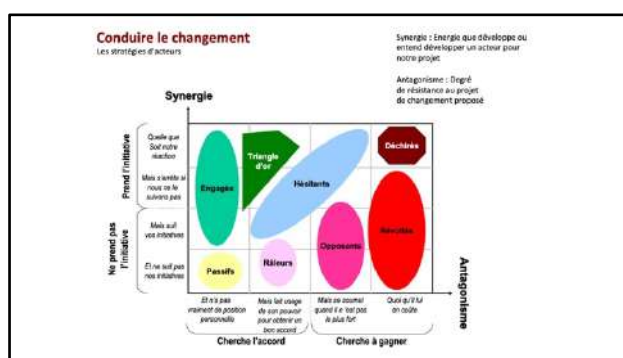 Conduire le changement
Les stratégies d'acteurs
Synergie : Energie que développe ou
entend développer un acteur pour
notre projet
Antagonisme : Degré
de résistance au projet
de changement proposé
Synergie
Prend l'initiative
Ne prend pas
l'initiative
Quelle que
Soit notre
réaction
Mais s'arrête si
nous ne le
suivons pas
Mais suit
vos initiatives
Et ne suit pas
nos initiatives
Engagés
Triangle
d'or
Hésitants
Déchirés
Passifs
Râleurs
Opposants
Révoltés
Antagonisme
Et n'a pas
vraiment de position
personnelle
Mais fait usage
de son pouvoir
pour obtenir un
bon accord
Mais se soumet
quand il n'est pas
le plus fort
Quoi qu'il lui
en coûte
Cherche l'accord
Cherche à gagner